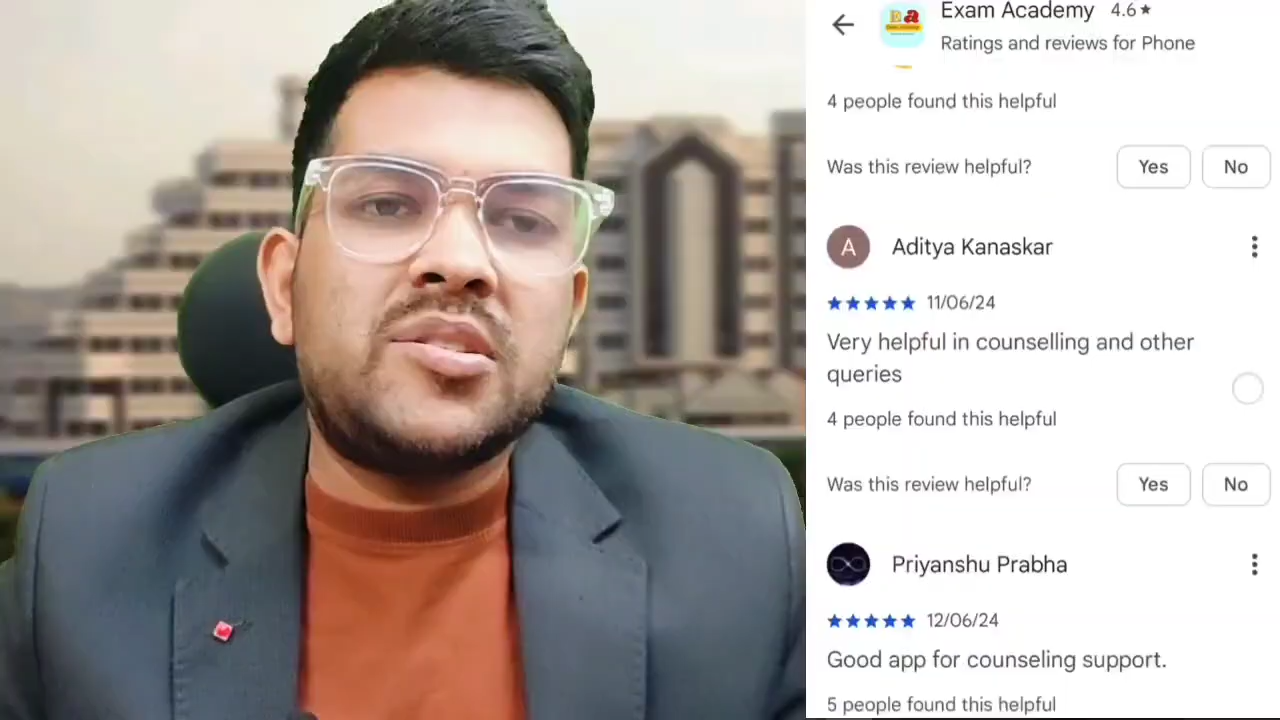 Exam Academy 4.6★
Ratings and reviews for Phone
4 people found this helpful
Was this review helpful? Yes No
A Aditya Kanaskar
11/06/24
Very helpful in counselling and other
queries
4 people found this helpful
Was this review helpful? Yes No
Priyanshu Prabha
12/06/24
Good app for counseling support.
5 people found this helpful